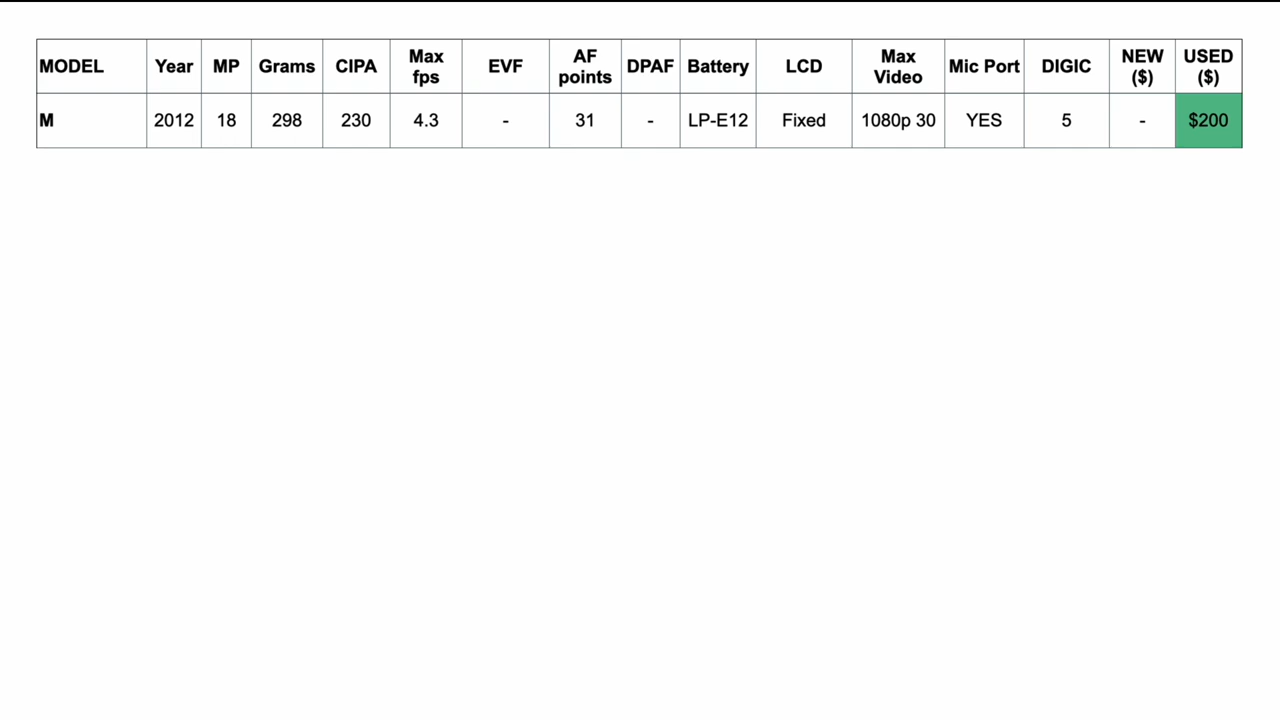 MODEL Year MP Grams CIPA Max fps EVF AF points DPAF Battery LCD Max Video Mic Port DIGIC NEW ($) USED ($)
M 2012 18 298 230 4.3 - 31 - LP-E12 Fixed 1080p 30 YES 5 - $200